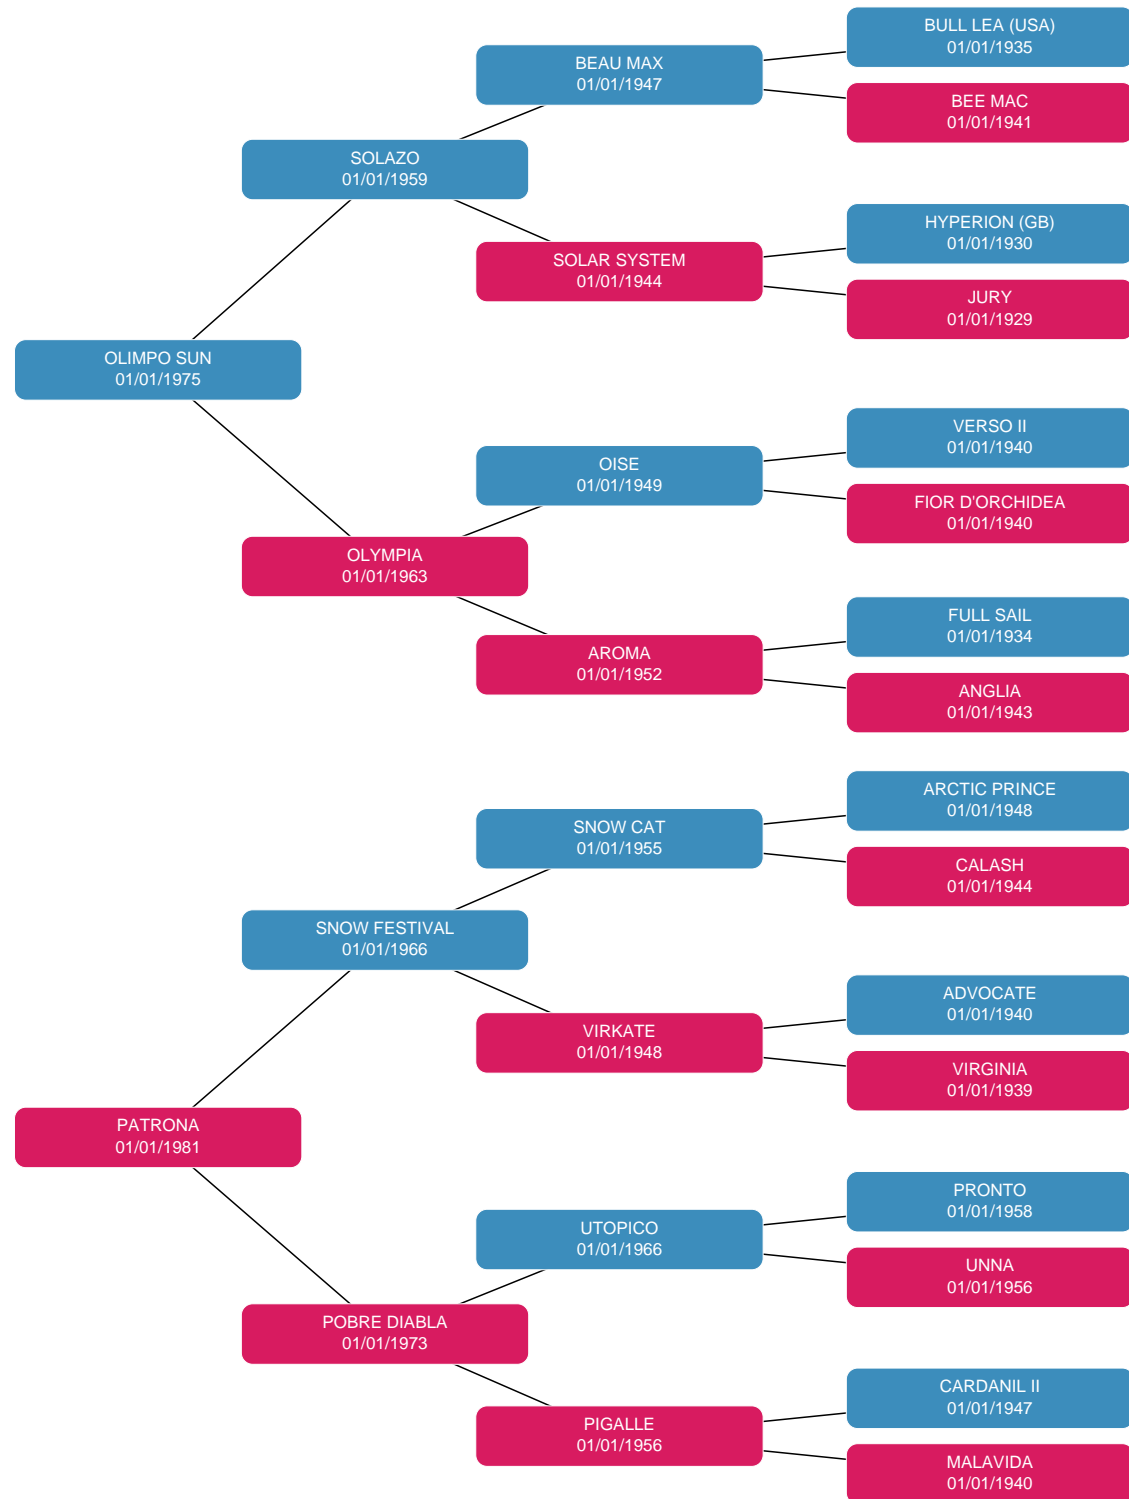 BULL LEA (USA)
01/01/1935
BEAU MAX
01/01/1947
BEE MAC
01/01/1941
SOLAZO
01/01/1959
HYPERION (GB)
01/01/1930
SOLAR SYSTEM
01/01/1944
JURY
01/01/1929
OLIMPO SUN
01/01/1975
VERSO II
01/01/1940
OISE
01/01/1949
FIOR D'ORCHIDEA
01/01/1940
OLYMPIA
01/01/1963
FULL SAIL
01/01/1934
AROMA
01/01/1952
ANGLIA
01/01/1943
ARCTIC PRINCE
01/01/1948
SNOW CAT
01/01/1955
CALASH
01/01/1944
SNOW FESTIVAL
01/01/1966
ADVOCATE
01/01/1940
VIRKATE
01/01/1948
VIRGINIA
01/01/1939
PATRONA
01/01/1981
PRONTO
01/01/1958
UTOPICO
01/01/1966
UNNA
01/01/1956
POBRE DIABLA
01/01/1973
CARDANIL II
01/01/1947
PIGALLE
01/01/1956
MALAVIDA
01/01/1940